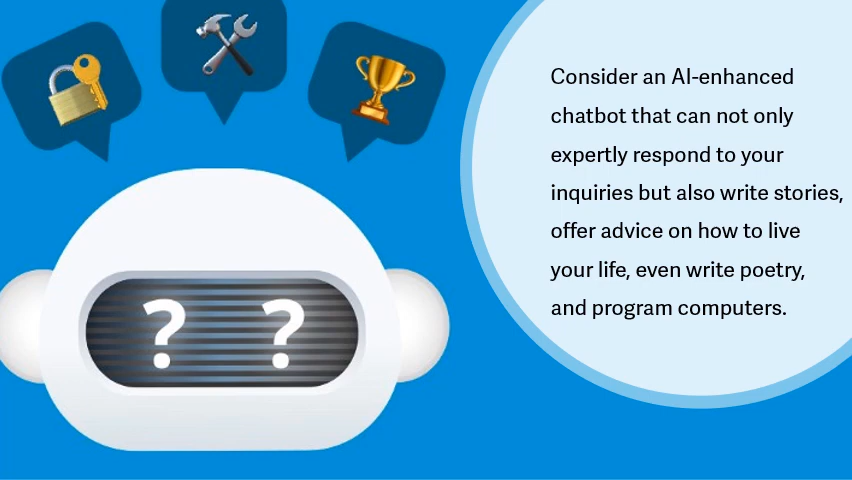 Consider an AI-enhanced
chatbot that can not only
expertly respond to your
inquiries but also write stories,
offer advice on how to live
your life, even write poetry,
and program computers.
? ?